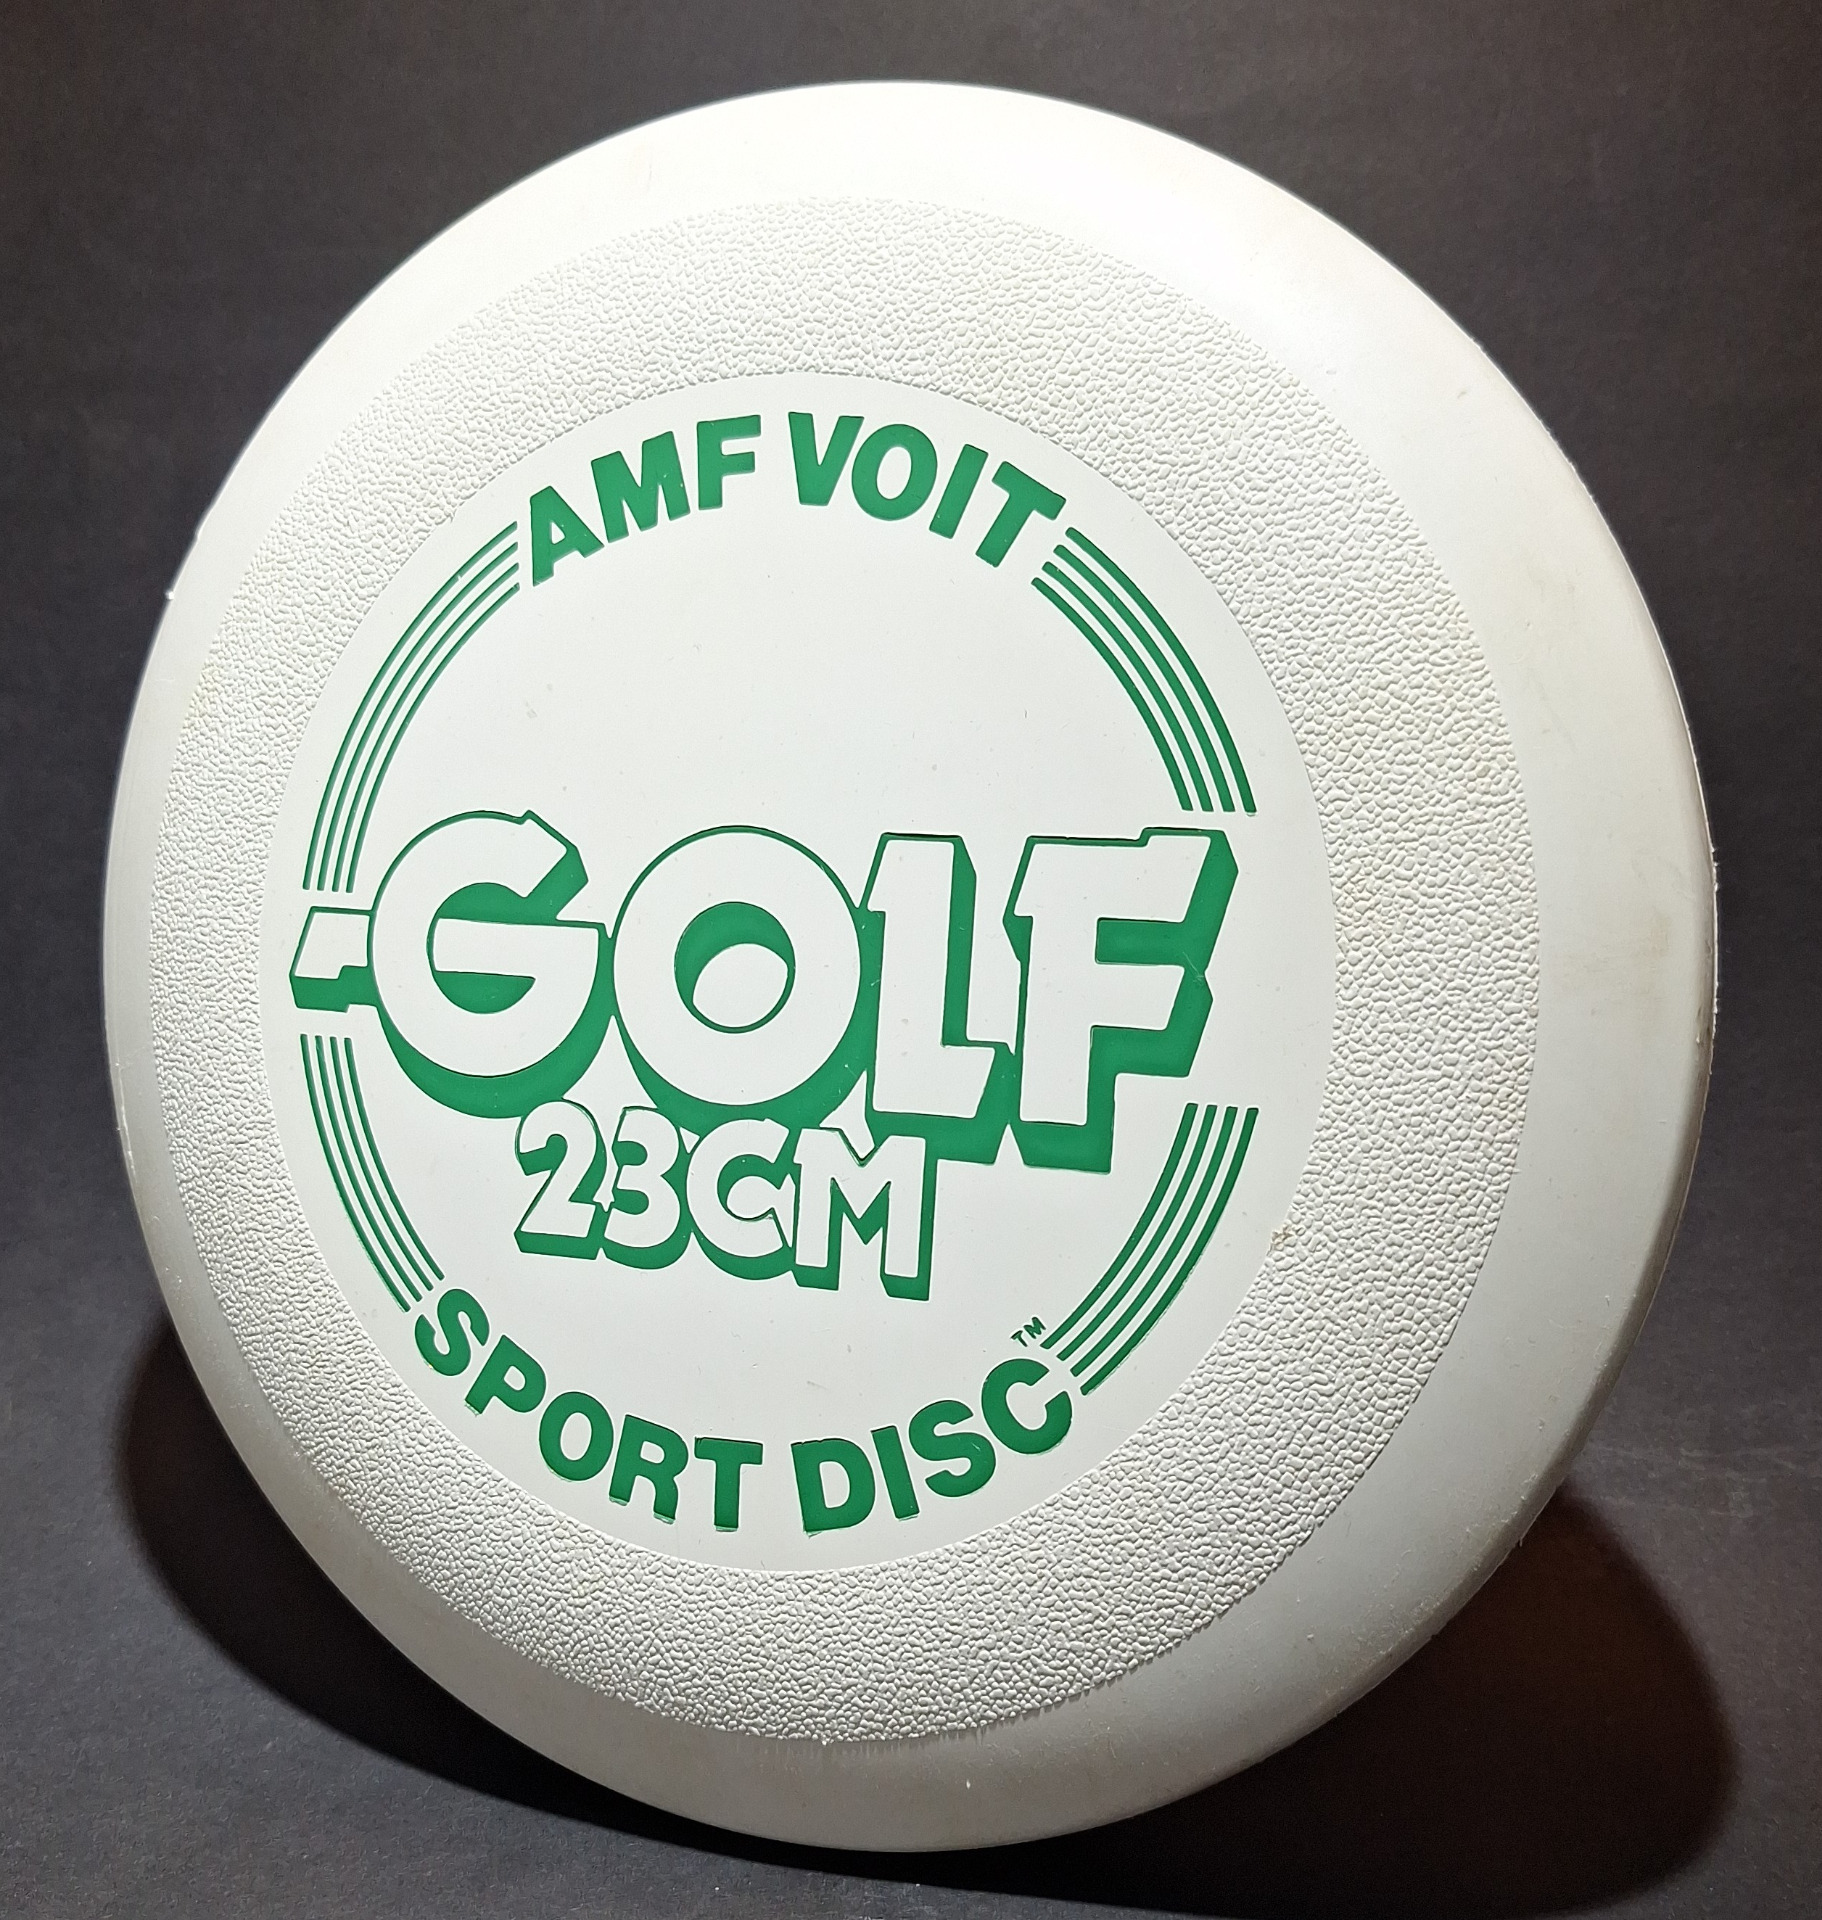 AMF VOIT
GOLF
23CM
SPORT DISC™